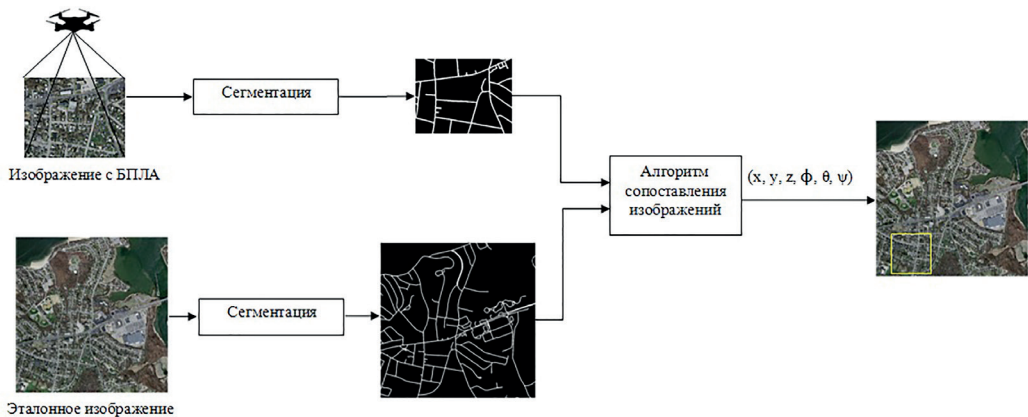 Сегментация
Изображение с БПЛА
Алгоритм
сопоставления
изображений
(x, y, z, ϕ, θ, ψ)
Сегментация
Эталонное изображение